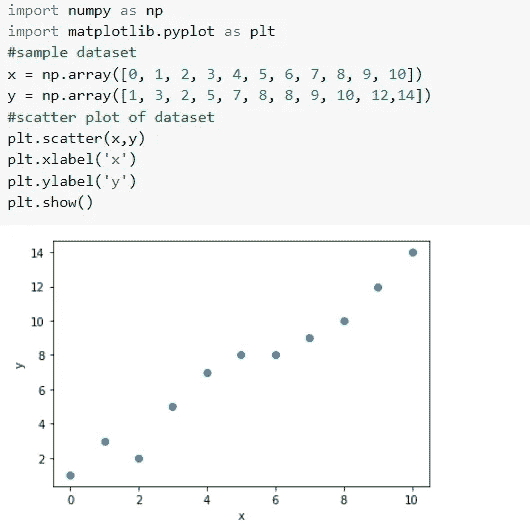 import numpy as np
import matplotlib.pyplot as plt
#sample dataset
x = np.array([0, 1, 2, 3, 4, 5, 6, 7, 8, 9, 10])
y = np.array([1, 3, 2, 5, 7, 8, 8, 9, 10, 12,14])
#scatter plot of dataset
plt.scatter(x,y)
plt.xlabel('x')
plt.ylabel('y')
plt.show()
14
12
10
8
y
6
4
2
0 2 4 6 8 10
x